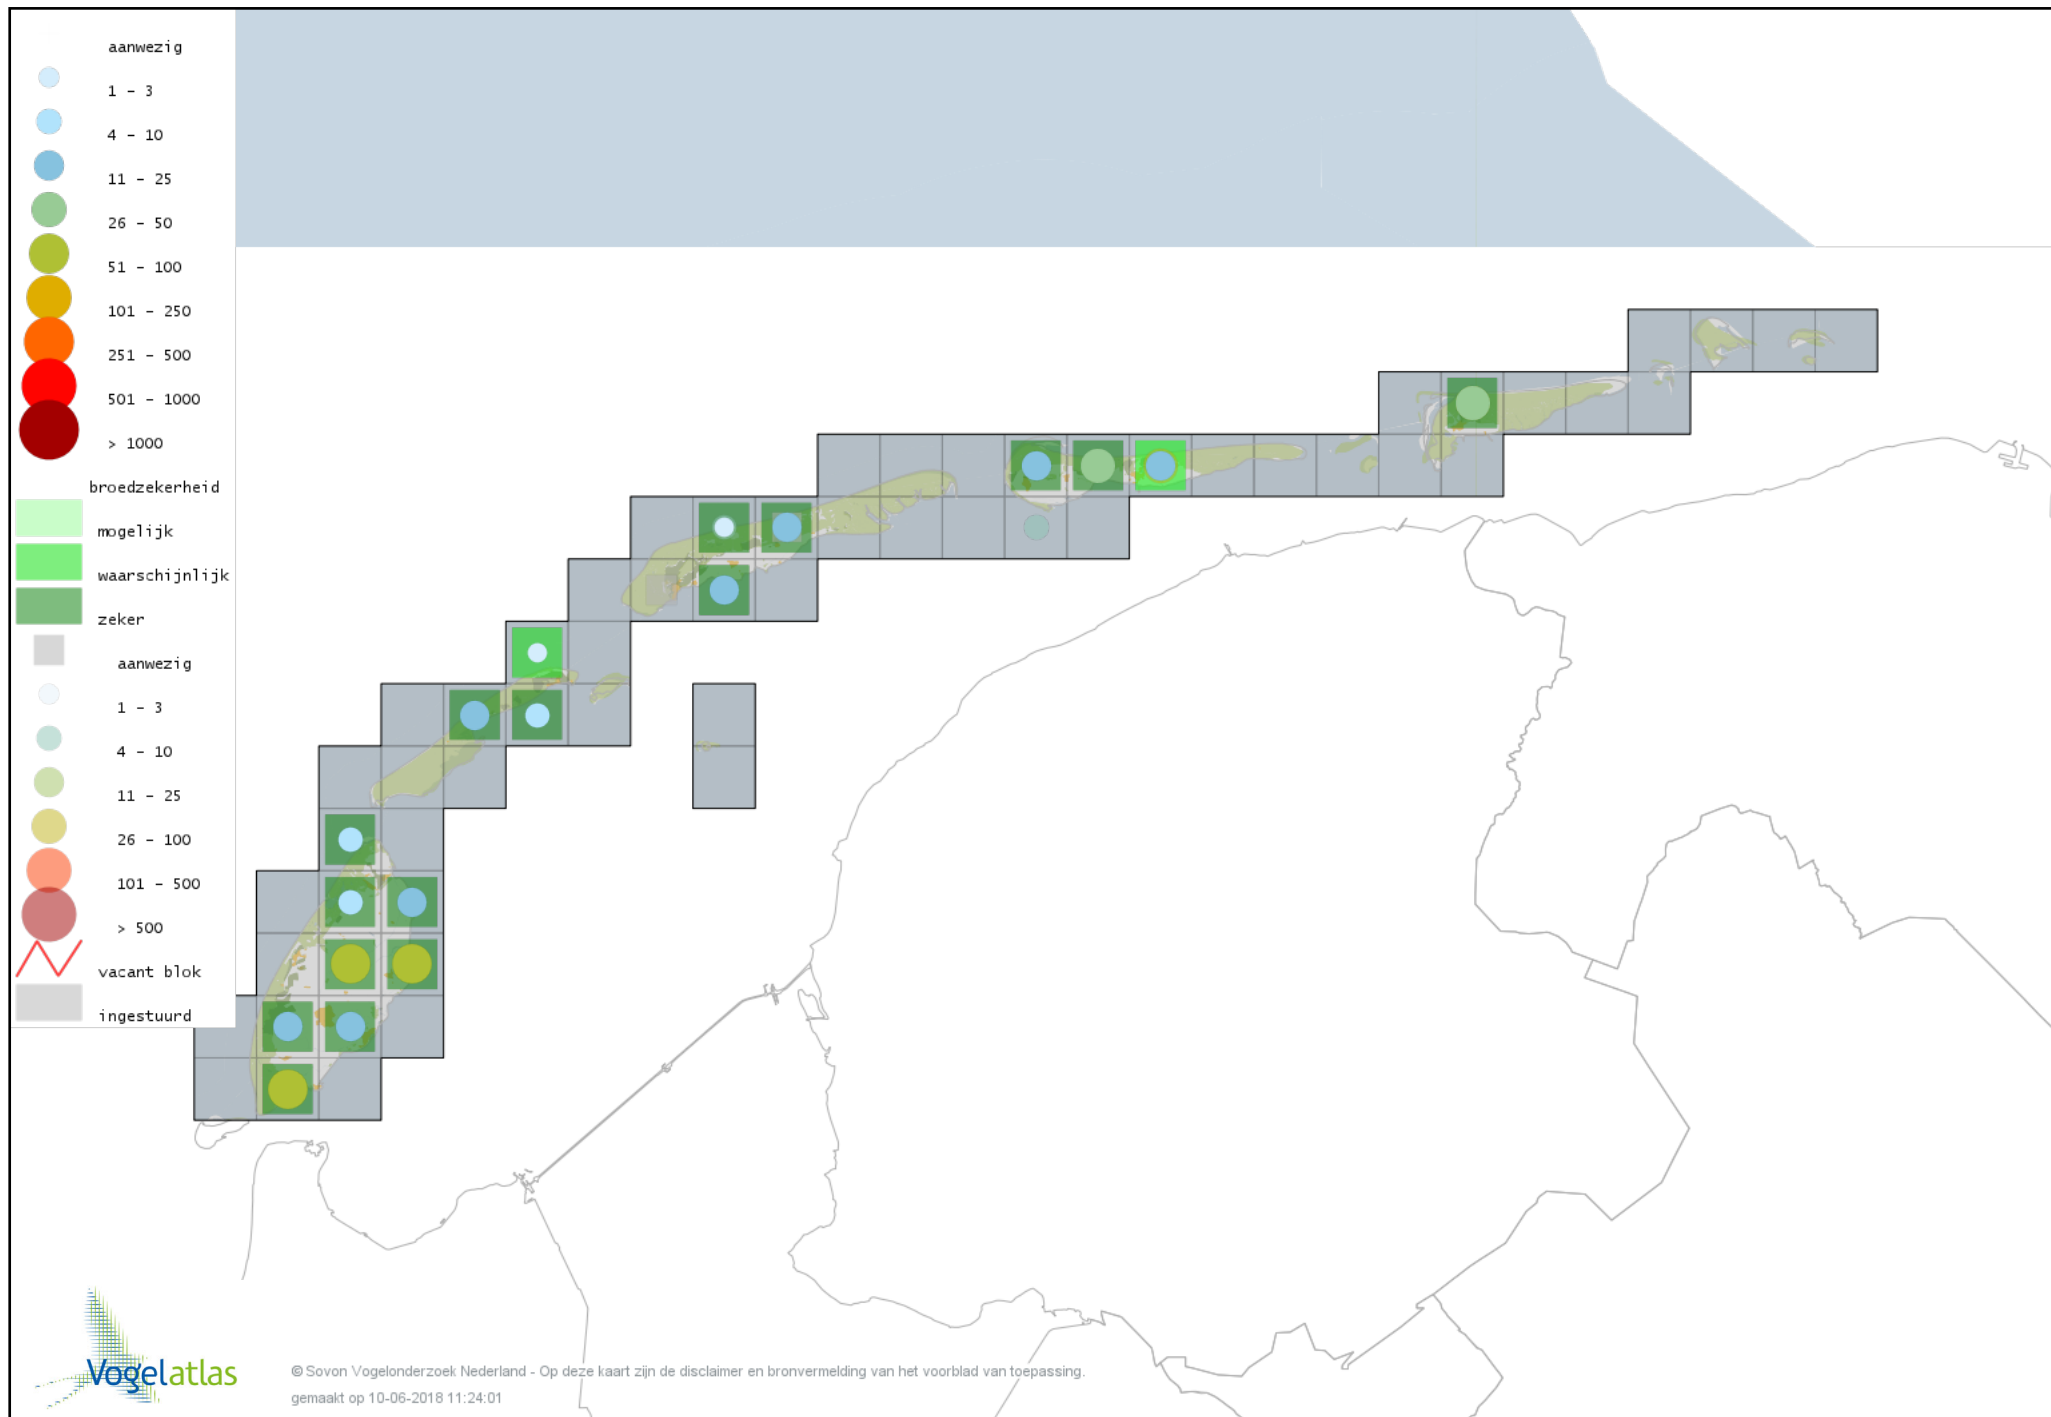 aanwezig
1 - 3
4 - 10
11 - 25
26 - 50
51 - 100
101 - 250
251 - 500
501 - 1000
> 1000
broedzekerheid
mogelijk
waarschijnlijk
zeker
aanwezig
1 - 3
4 - 10
11 - 25
26 - 100
101 - 500
> 500
vacant blok
ingestuurd
Vogelatlas
© Sovon Vogelonderzoek Nederland - Op deze kaart zijn de disclaimer en bronvermelding van het voorblad van toepassing.
gemaakt op 10-06-2018 11:24:01